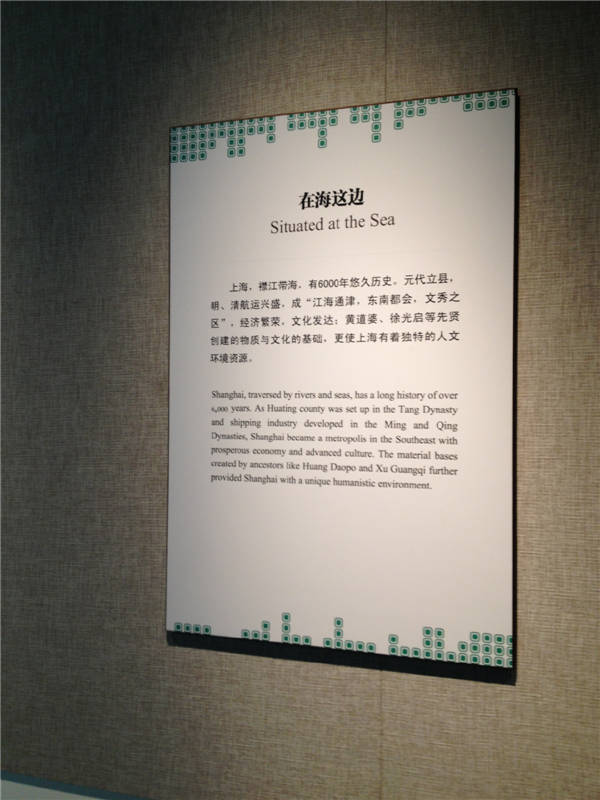 在海这边
Situated at the Sea
上海，襟江带海，有6000年悠久历史。元代立县，
明、清航运兴盛，成“江海通津，东南都会，文秀之
区”，经济繁荣，文化发达；黄道婆、徐光启等先贤
创建的物质与文化的基础，更使上海有着独特的人文
环境资源。
Shanghai, traversed by rivers and seas, has a long history of over
6,000 years. As Huating county was set up in the Tang Dynasty
and shipping industry developed in the Ming and Qing
Dynasties, Shanghai became a metropolis in the Southeast with
prosperous economy and advanced culture. The material bases
created by ancestors like Huang Daopo and Xu Guangqi further
provided Shanghai with a unique humanistic environment.